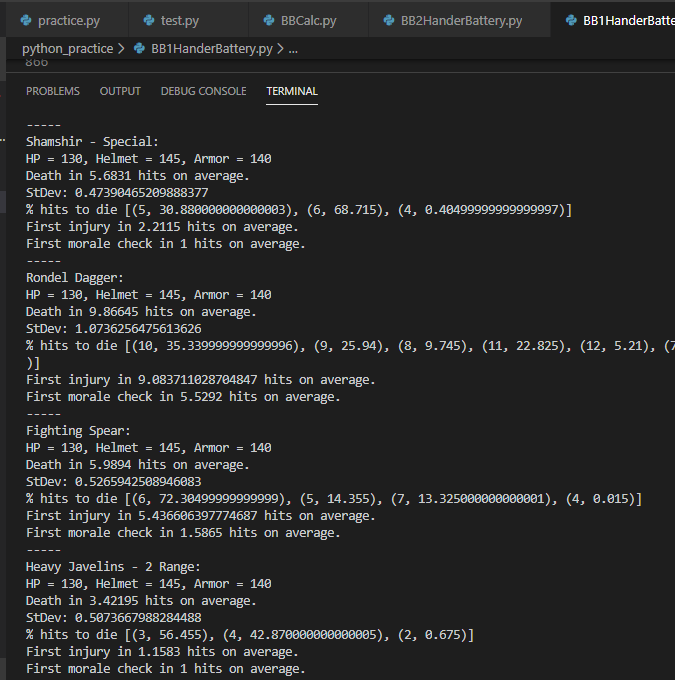 practice.py test.py BBCalc.py BB2HanderBattery.py BB1HanderBatte
python_practice > BB1HanderBattery.py > ...
866
PROBLEMS OUTPUT DEBUG CONSOLE TERMINAL
-----
Shamshir - Special:
HP = 130, Helmet = 145, Armor = 140
Death in 5.6831 hits on average.
StDev: 0.47390465209888377
% hits to die [(5, 30.880000000000003), (6, 68.715), (4, 0.40499999999999997)]
First injury in 2.2115 hits on average.
First morale check in 1 hits on average.
-----
Rondel Dagger:
HP = 130, Helmet = 145, Armor = 140
Death in 9.86645 hits on average.
StDev: 1.0736256475613626
% hits to die [(10, 35.339999999999996), (9, 25.94), (8, 9.745), (11, 22.825), (12, 5.21), (7
)]
First injury in 9.083711028704847 hits on average.
First morale check in 5.5292 hits on average.
-----
Fighting Spear:
HP = 130, Helmet = 145, Armor = 140
Death in 5.9894 hits on average.
StDev: 0.5265942508946083
% hits to die [(6, 72.30499999999999), (5, 14.355), (7, 13.325000000000001), (4, 0.015)]
First injury in 5.436606397774687 hits on average.
First morale check in 1.5865 hits on average.
-----
Heavy Javelins - 2 Range:
HP = 130, Helmet = 145, Armor = 140
Death in 3.42195 hits on average.
StDev: 0.5073667988284488
% hits to die [(3, 56.455), (4, 42.870000000000005), (2, 0.675)]
First injury in 1.1583 hits on average.
First morale check in 1 hits on average.